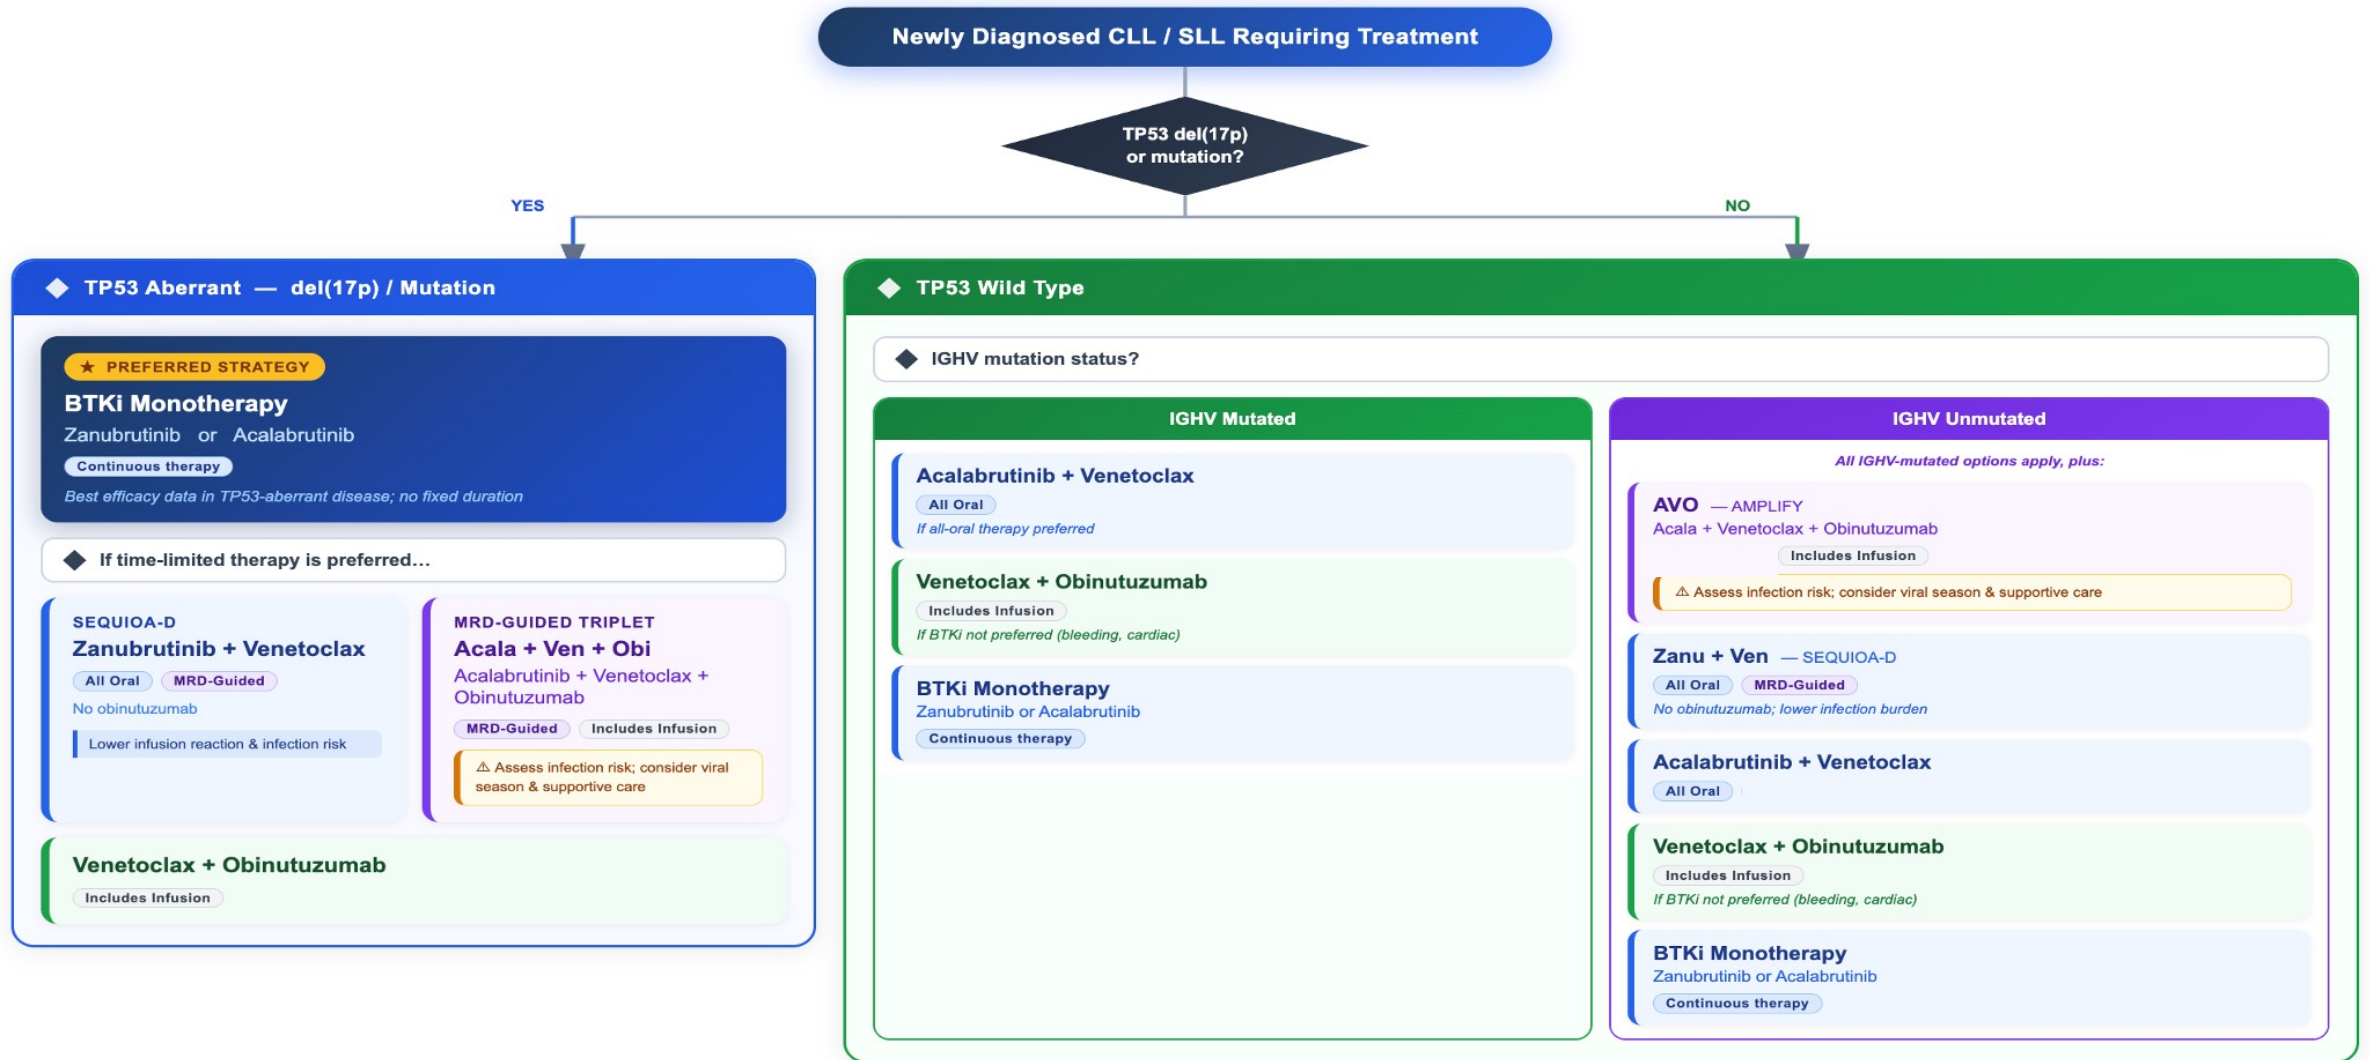 Newly Diagnosed CLL / SLL Requiring Treatment
TP53 del(17p)
or mutation?
YES
NO
TP53 Aberrant — del(17p) / Mutation
★ PREFERRED STRATEGY
BTKi Monotherapy
Zanubrutinib or Acalabrutinib
Continuous therapy
Best efficacy data in TP53-aberrant disease; no fixed duration
If time-limited therapy is preferred...
SEQUIOA-D
Zanubrutinib + Venetoclax
All Oral MRD-Guided
No obinutuzumab
Lower infusion reaction & infection risk
MRD-GUIDED TRIPLET
Acala + Ven + Obi
Acalabrutinib + Venetoclax +
Obinutuzumab
MRD-Guided Includes Infusion
⚠ Assess infection risk; consider viral
season & supportive care
Venetoclax + Obinutuzumab
Includes Infusion
TP53 Wild Type
IGHV mutation status?
IGHV Mutated
Acalabrutinib + Venetoclax
All Oral
If all-oral therapy preferred
Venetoclax + Obinutuzumab
Includes Infusion
If BTKi not preferred (bleeding, cardiac)
BTKi Monotherapy
Zanubrutinib or Acalabrutinib
Continuous therapy
IGHV Unmutated
All IGHV-mutated options apply, plus:
AVO — AMPLIFY
Acala + Venetoclax + Obinutuzumab
Includes Infusion
⚠ Assess infection risk; consider viral season & supportive care
Zanu + Ven — SEQUIOA-D
All Oral MRD-Guided
No obinutuzumab; lower infection burden
Acalabrutinib + Venetoclax
All Oral
Venetoclax + Obinutuzumab
Includes Infusion
If BTKi not preferred (bleeding, cardiac)
BTKi Monotherapy
Zanubrutinib or Acalabrutinib
Continuous therapy